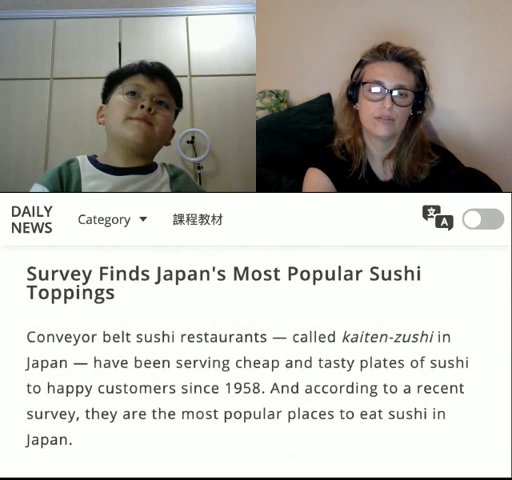 DAILY
NEWS
Category
課程教材
文 A
Survey Finds Japan's Most Popular Sushi
Toppings
Conveyor belt sushi restaurants — called kaiten-zushi in
Japan — have been serving cheap and tasty plates of sushi
to happy customers since 1958. And according to a recent
survey, they are the most popular places to eat sushi in
Japan.